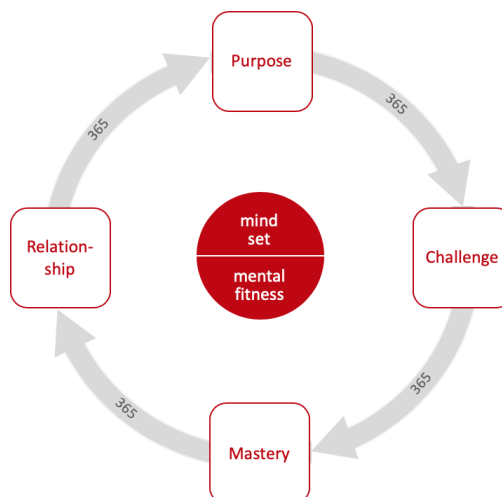 Purpose
365
365
mind
set
Relation-
ship
Challenge
mental
fitness
365
365
Mastery